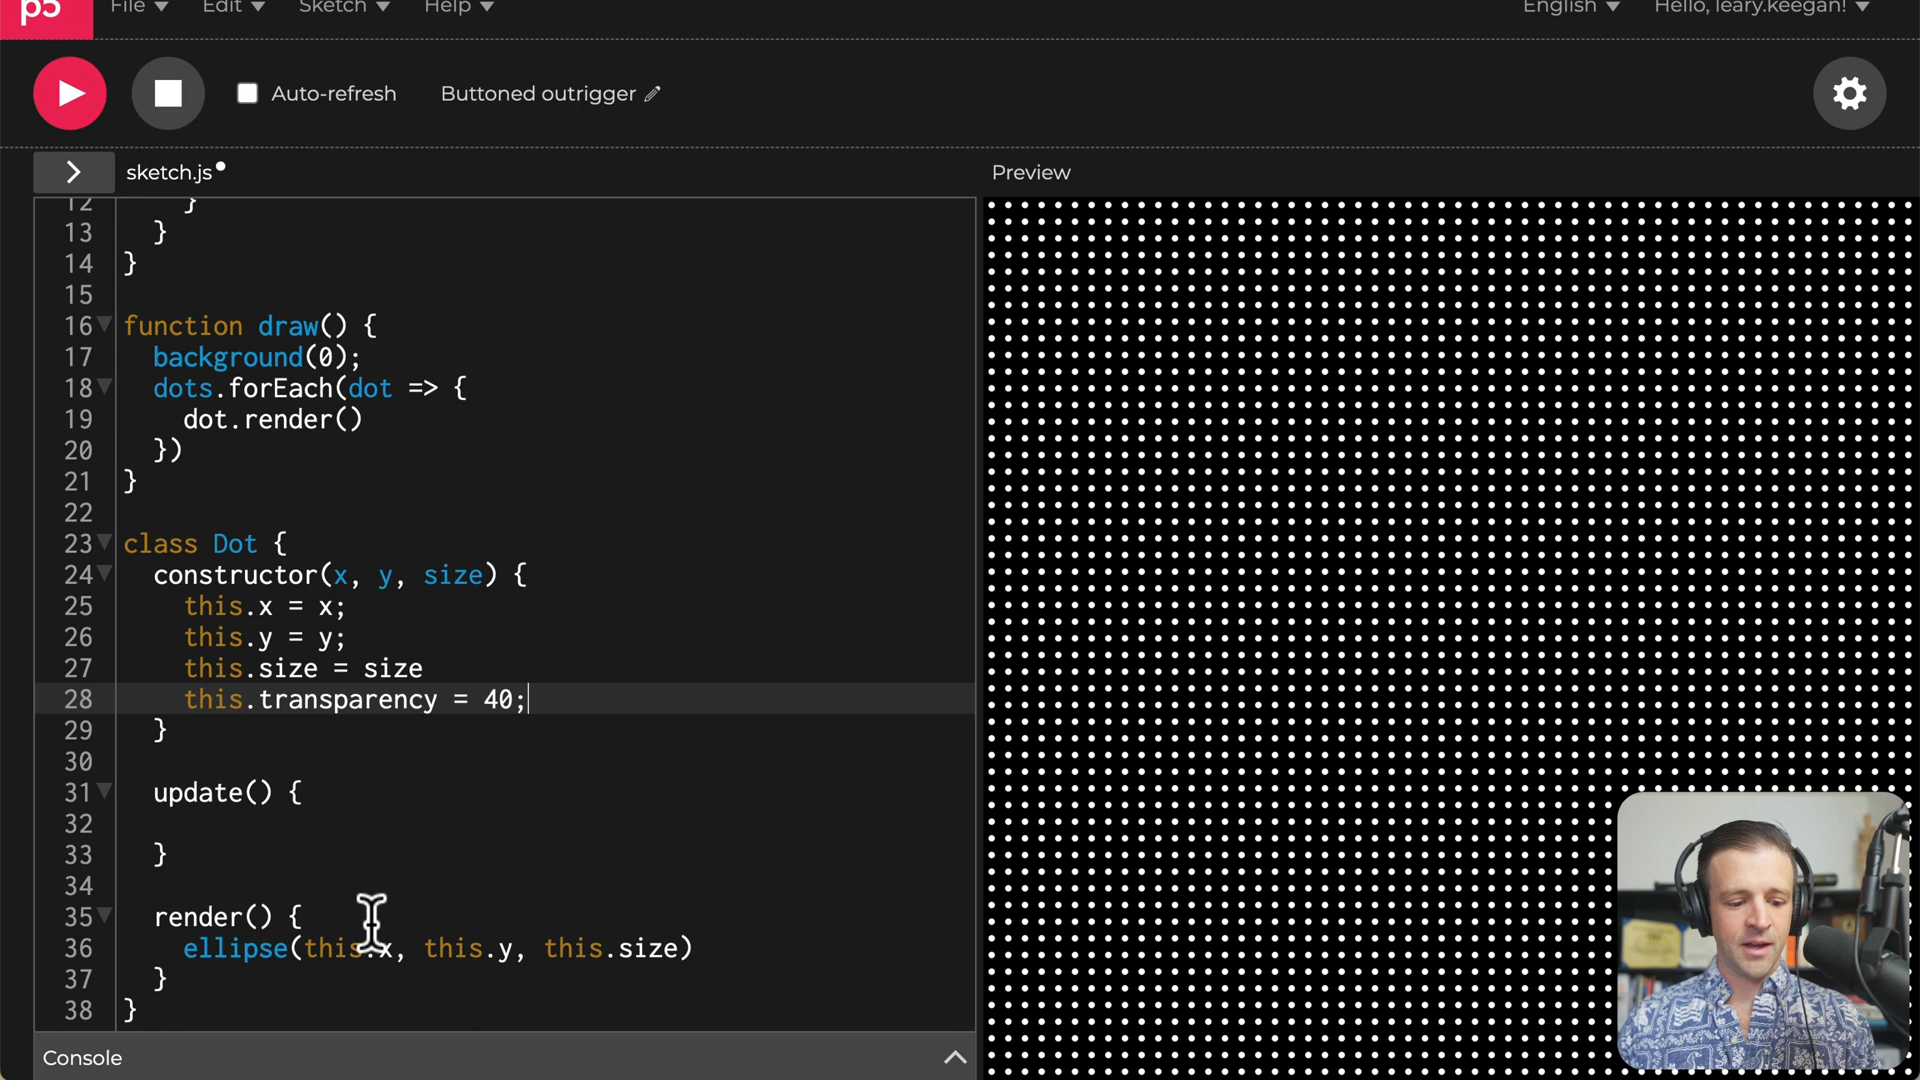 p5
File
Edit
Sketch
Help
English
Hello, leary.keegan!
Auto-refresh
Buttoned outrigger
sketch.js
Preview
12 }
13 }
14 }
15
16 function draw() {
17 background(0);
18 dots.forEach(dot => {
19 dot.render()
20 })
21 }
22
23 class Dot {
24 constructor(x, y, size) {
25 this.x = x;
26 this.y = y;
27 this.size = size
28 this.transparency = 40;
29 }
30
31 update() {
32
33 }
34
35 render() {
36 ellipse(this.x, this.y, this.size)
37 }
38 }
Console